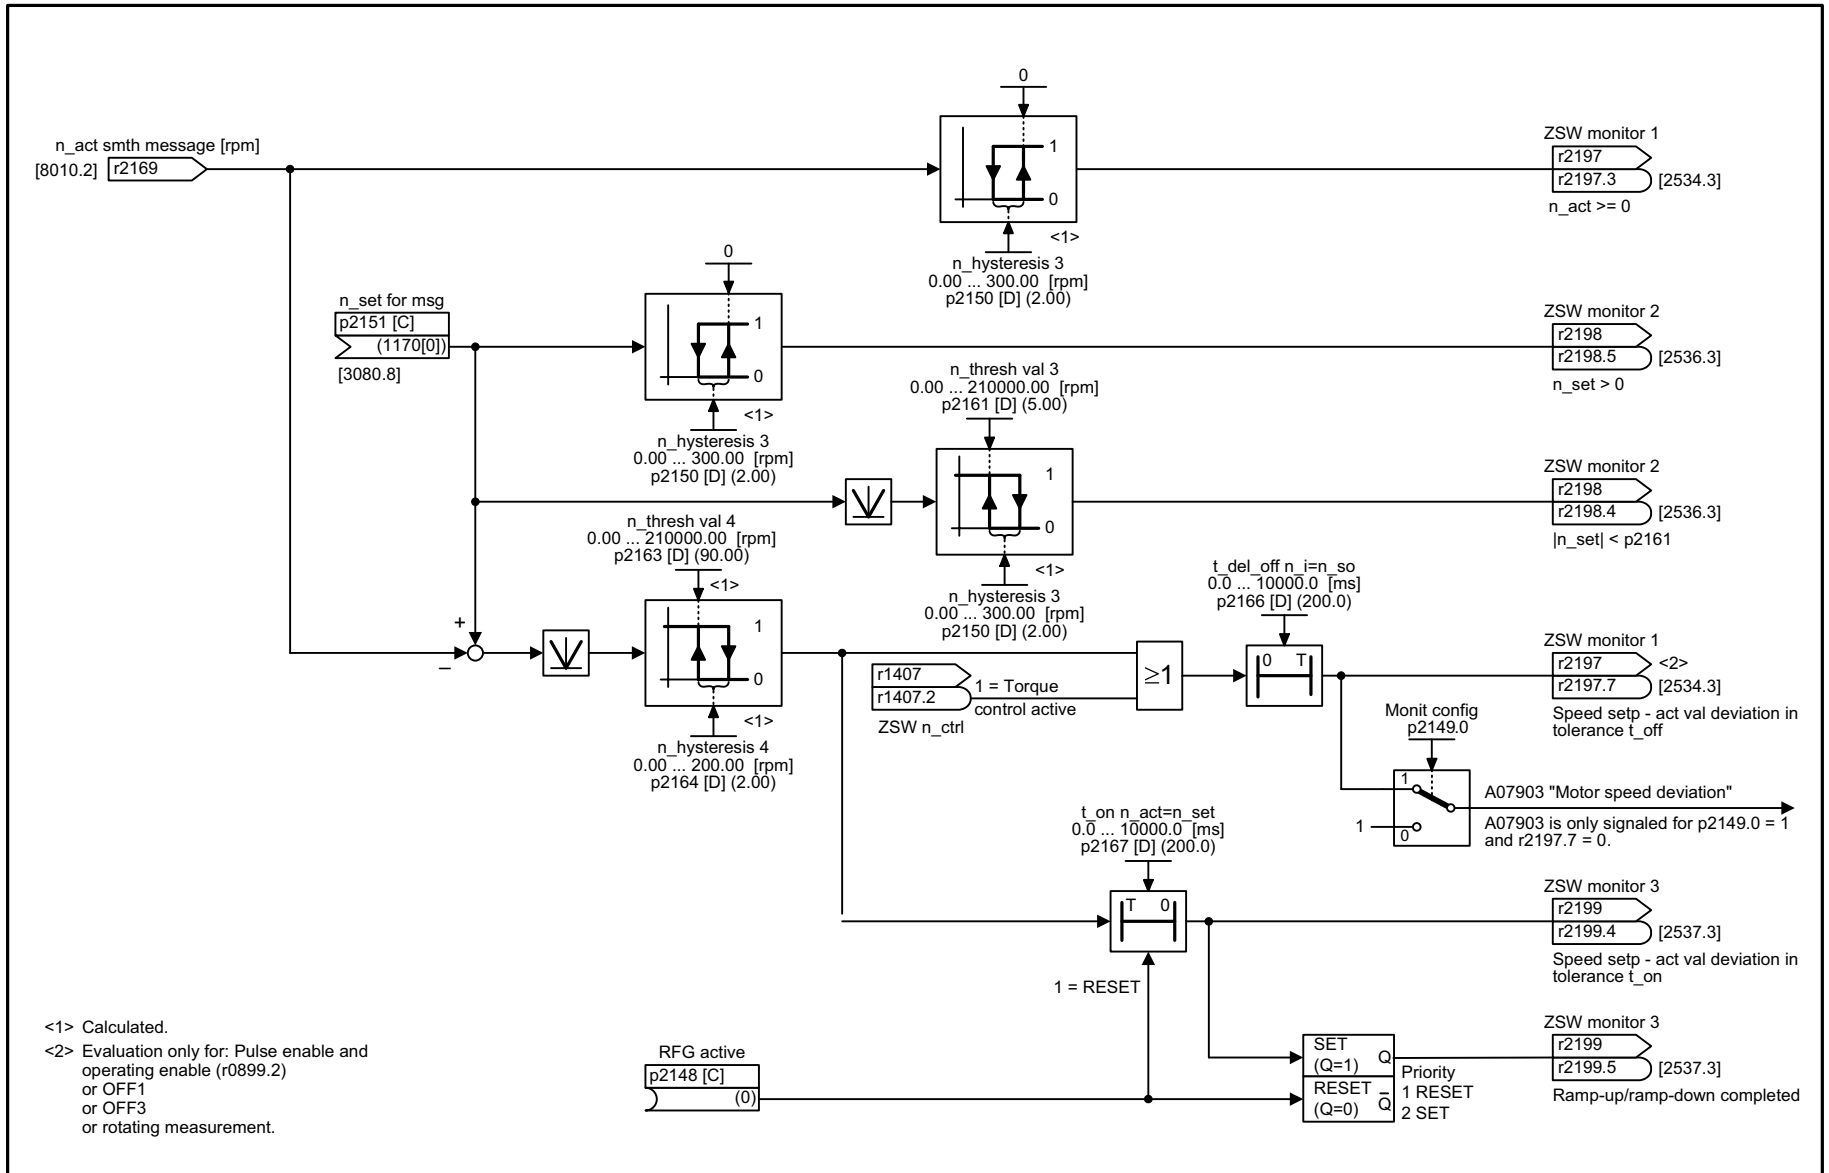 0
n_act smth message [rpm]
[8010.2]
r2169
1
0
<1>
n_hysteresis 3
0.00 ... 300.00 [rpm]
p2150 [D] (2.00)
ZSW monitor 1
r2197
r2197.3
[2534.3]
n_act >= 0
0
n_set for msg
p2151 [C]
(1170[0])
[3080.8]
1
0
<1>
n_hysteresis 3
0.00 ... 300.00 [rpm]
p2150 [D] (2.00)
ZSW monitor 2
r2198
r2198.5
[2536.3]
n_set > 0
n_thresh val 3
0.00 ... 210000.00 [rpm]
p2161 [D] (5.00)
1
0
<1>
n_hysteresis 3
0.00 ... 300.00 [rpm]
p2150 [D] (2.00)
ZSW monitor 2
r2198
r2198.4
[2536.3]
|n_set| < p2161
n_thresh val 4
0.00 ... 210000.00 [rpm]
p2163 [D] (90.00)
<1>
+
–
1
0
<1>
n_hysteresis 4
0.00 ... 200.00 [rpm]
p2164 [D] (2.00)
r1407
r1407.2
ZSW n_ctrl
1 = Torque
control active
≥1
t_del_off n_i=n_so
0.0 ... 10000.0 [ms]
p2166 [D] (200.0)
0 T
ZSW monitor 1
r2197
<2>
r2197.7
[2534.3]
Speed setp - act val deviation in
tolerance t_off
Monit config
p2149.0
1
1
0
A07903 "Motor speed deviation"
A07903 is only signaled for p2149.0 = 1
and r2197.7 = 0.
t_on n_act=n_set
0.0 ... 10000.0 [ms]
p2167 [D] (200.0)
T 0
1 = RESET
ZSW monitor 3
r2199
r2199.4
[2537.3]
Speed setp - act val deviation in
tolerance t_on
RFG active
p2148 [C]
(0)
SET
(Q=1)
Q
RESET
(Q=0)
Q̅
Priority
1 RESET
2 SET
ZSW monitor 3
r2199
r2199.5
[2537.3]
Ramp-up/ramp-down completed
<1> Calculated.
<2> Evaluation only for: Pulse enable and
operating enable (r0899.2)
or OFF1
or OFF3
or rotating measurement.